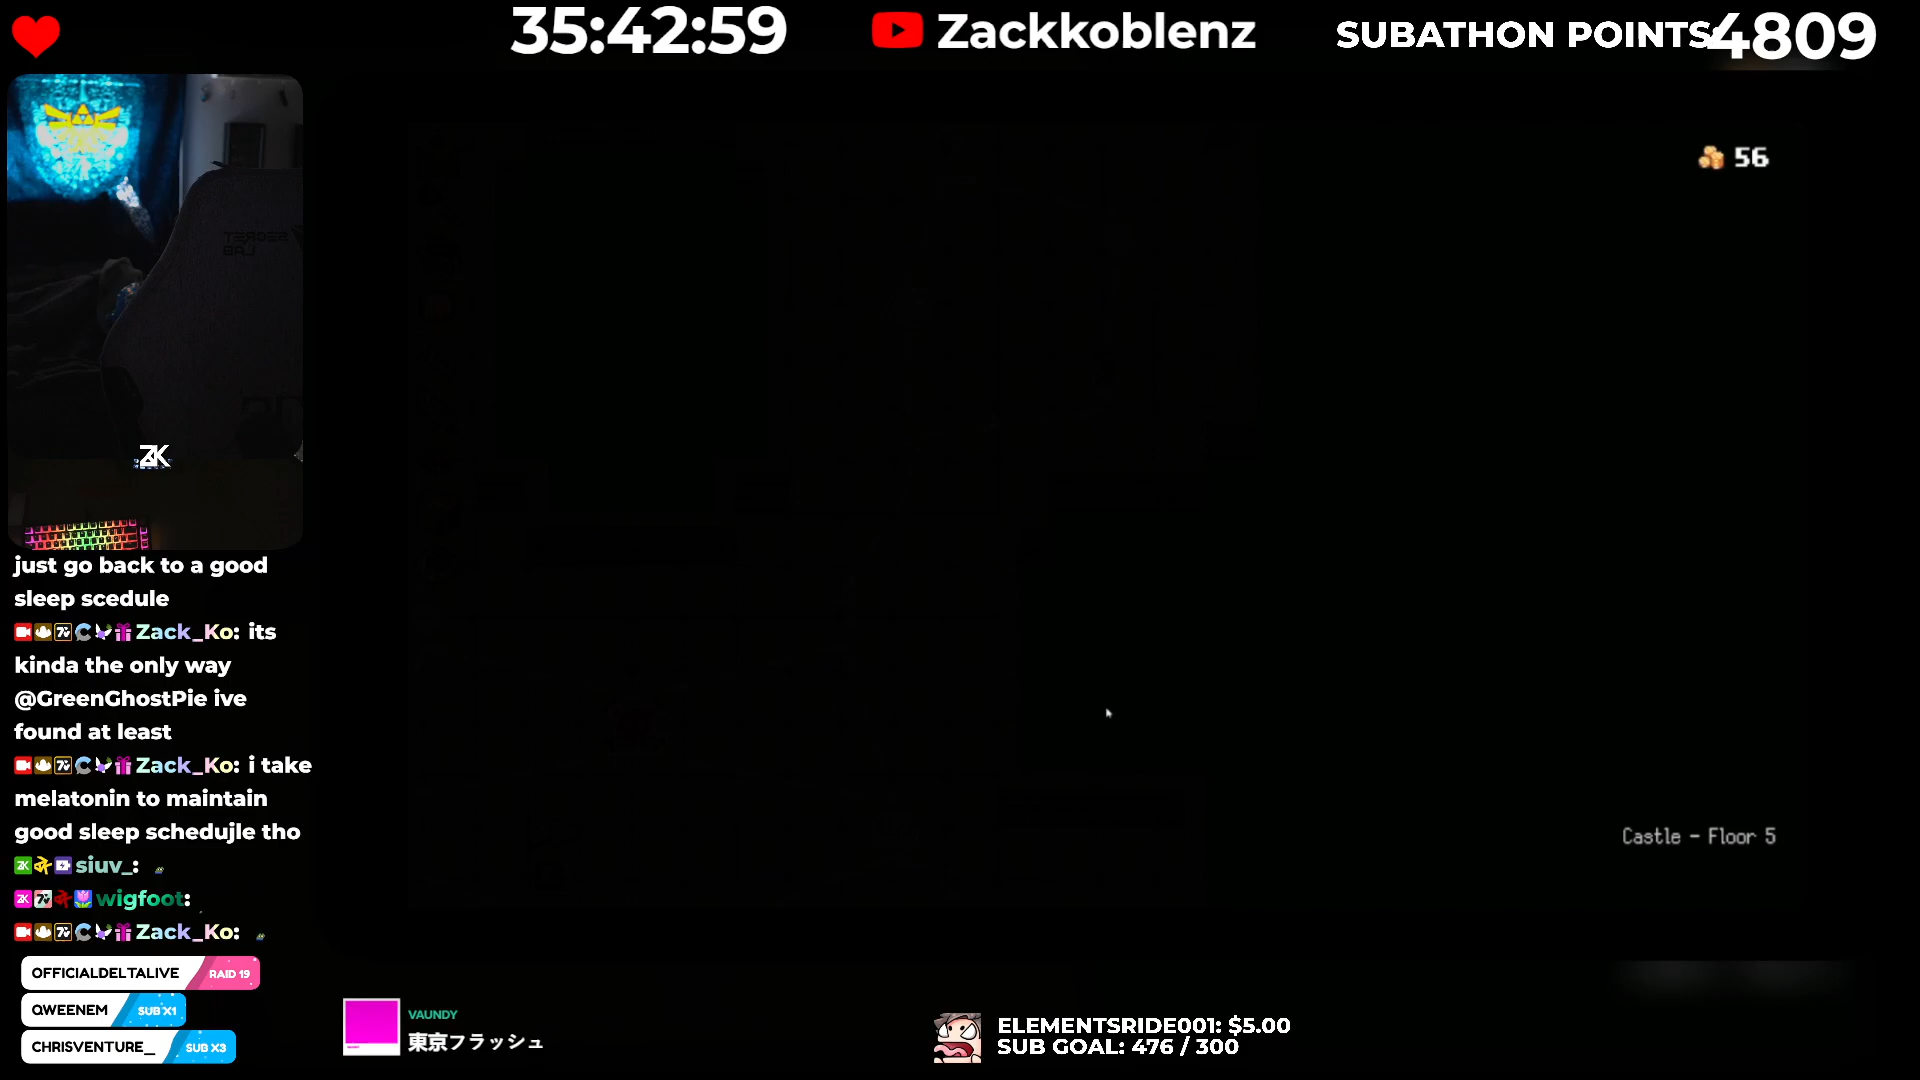 35:42:59
Zackkoblenz
SUBATHON POINTS:
4809
56
ZK
just go back to a good
sleep scedule
Zack_Ko: its
kinda the only way
@GreenGhostPie ive
found at least
Zack_Ko: i take
melatonin to maintain
good sleep schedujle tho
siuv_:
wigfoot:
Zack_Ko:
Castle - Floor 5
OFFICIALDELTALIVE RAID 19
QWEENEM SUB X1
CHRISVENTURE_ SUB X3
VAUNDY
東京フラッシュ
ELEMENTSRIDE001: $5.00
SUB GOAL: 476 / 300